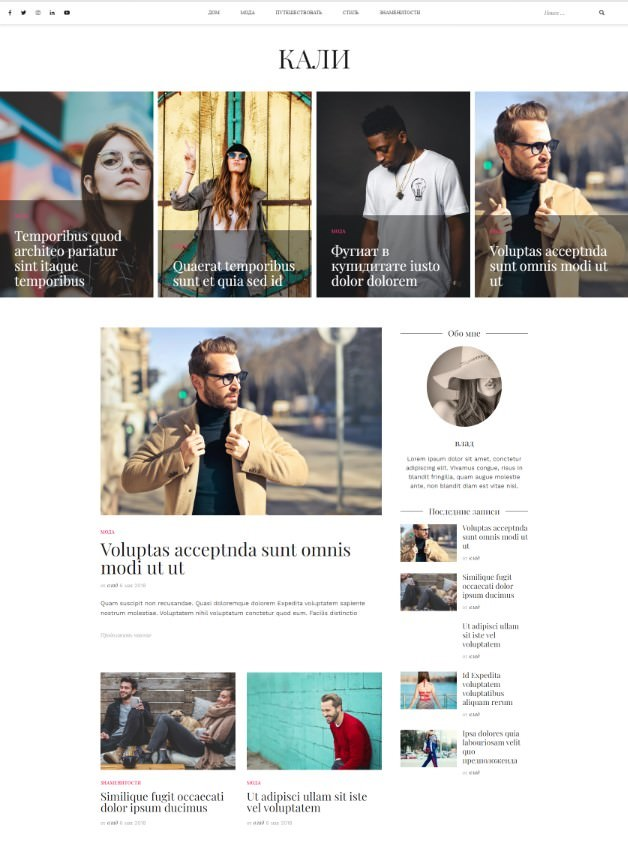 ДОМ МОДА ПУТЕШЕСТВОВАТЬ СТИЛЬ ЗНАМЕНИТОСТИ
Поиск ...
КАЛИ
Temporibus quod
architeo pariatur
sint itaque
temporibus
Quaerat temporibus
sunt et quia sed id
МОДА
Фугиат в
купидитате iusto
dolor dolorem
Voluptas acceptnda
sunt omnis modi ut
ut
МОДА
Voluptas acceptnda sunt omnis
modi ut ut
от влад 6 мая 2018
Quam suscipit non recusandae. Quasi doloremque dolorem Expedita voluptatem sapiente
nostrum molestiae. Voluptatem nihil voluptatum conctetur quod eum. Facilis distinctio
Продолжить чтение
ЗНАМЕНИТОСТИ
Similique fugit occaecati
dolor ipsum ducimus
от влад 6 мая 2018
МОДА
Ut adipisci ullam sit iste
vel voluptatem
от влад 6 мая 2018
Обо мне
влад
Lorem ipsum dolor sit amet, conctetur
adipiscing elit. Vivamus congue, risus in
blandit fringilla, quam augue molestie
ante, non blandit diam est vitae nisl.
Последние записи
Voluptas acceptnda
sunt omnis modi ut
ut
от влад
Similique fugit
occaecati dolor
ipsum ducimus
от влад
Ut adipisci ullam
sit iste vel
voluptatem
от влад
Id Expedita
voluptatem
voluptatibus
aliquam rerum
от влад
Ipsa dolores quia
labouriosam velit
quo
предположенда
от влад